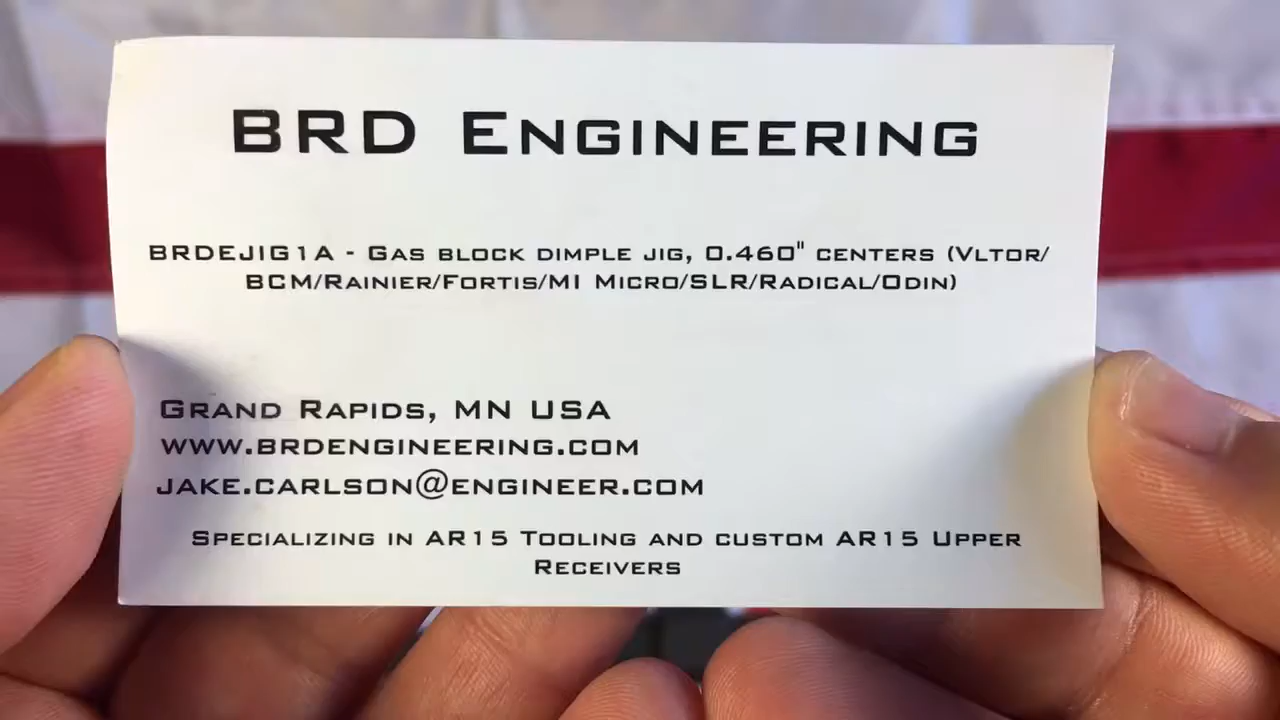 BRD Engineering
BRDEJIG1A - Gas block dimple jig, 0.460" centers (Vltor/
BCM/Rainier/Fortis/MI Micro/SLR/Radical/Odin)
Grand Rapids, MN USA
www.brdengineering.com
jake.carlson@engineer.com
Specializing in AR15 Tooling and custom AR15 Upper
Receivers